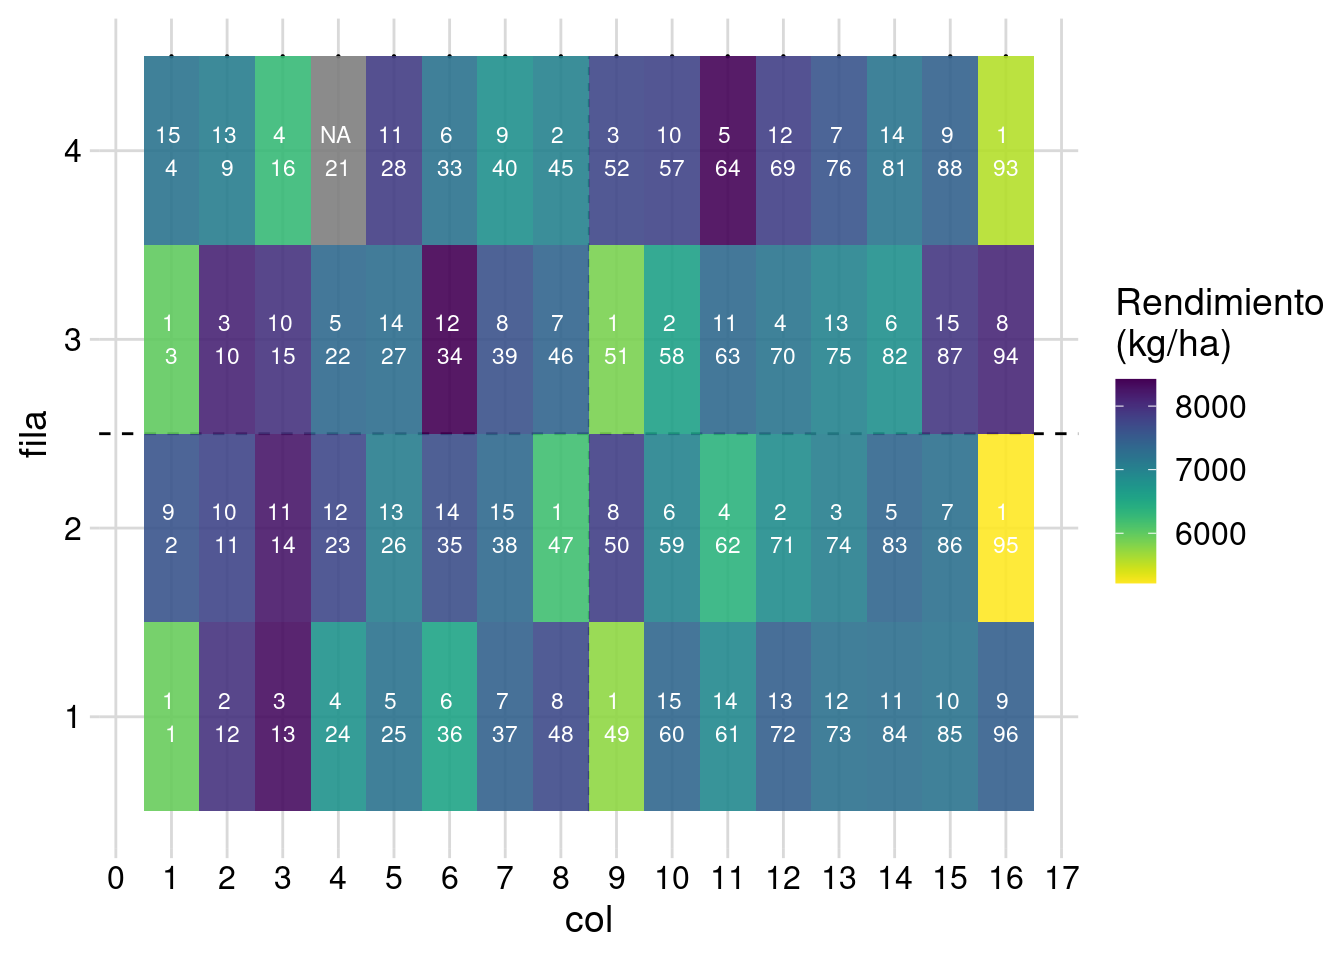 15 13 4 NA 11 6 9 2 3 10 5 12 7 14 9 1
4 4 9 16 21 28 33 40 45 52 57 64 69 76 81 88 93
1 3 10 5 14 12 8 7 1 2 11 4 13 6 15 8
3 3 10 15 22 27 34 39 46 51 58 63 70 75 82 87 94
Rendimiento
(kg/ha)
8000
7000
6000
fila
9 10 11 12 13 14 15 1 8 6 4 2 3 5 7 1
2 2 11 14 23 26 35 38 47 50 59 62 71 74 83 86 95
1 2 3 4 5 6 7 8 1 15 14 13 12 11 10 9
1 1 12 13 24 25 36 37 48 49 60 61 72 73 84 85 96
0 1 2 3 4 5 6 7 8 9 10 11 12 13 14 15 16 17
col